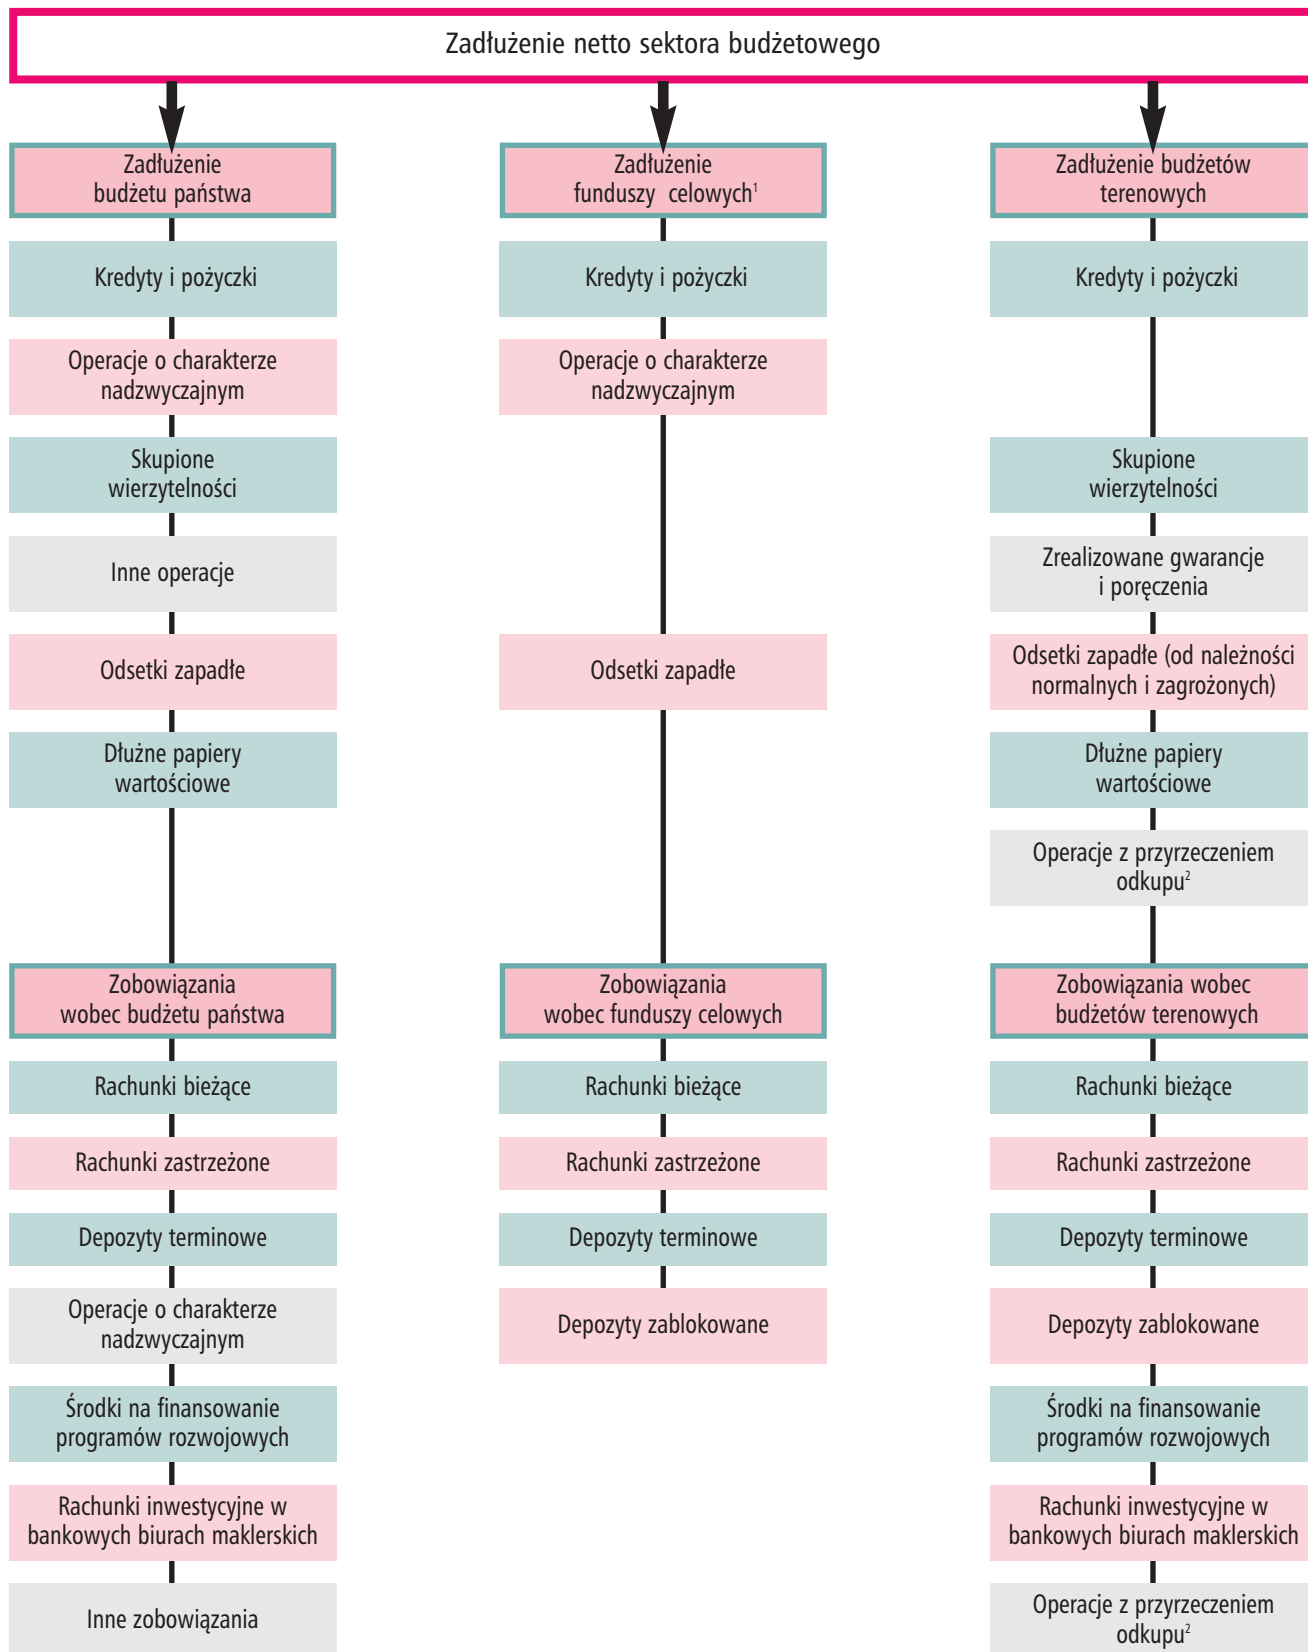 Zadłużenie netto sektora budżetowego
Zadłużenie
budżetu państwa
Kredyty i pożyczki
Operacje o charakterze
nadzwyczajnym
Skupione
wierzytelności
Inne operacje
Odsetki zapadłe
Dłużne papiery
wartościowe
Zobowiązania
wobec budżetu państwa
Rachunki bieżące
Rachunki zastrzeżone
Depozyty terminowe
Operacje o charakterze
nadzwyczajnym
Środki na finansowanie
programów rozwojowych
Rachunki inwestycyjne w
bankowych biurach maklerskich
Inne zobowiązania
Zadłużenie
funduszy celowych¹
Kredyty i pożyczki
Operacje o charakterze
nadzwyczajnym
Odsetki zapadłe
Zobowiązania
wobec funduszy celowych
Rachunki bieżące
Rachunki zastrzeżone
Depozyty terminowe
Depozyty zablokowane
Zadłużenie budżetów
terenowych
Kredyty i pożyczki
Skupione
wierzytelności
Zrealizowane gwarancje
i poręczenia
Odsetki zapadłe (od należności
normalnych i zagrożonych)
Dłużne papiery
wartościowe
Operacje z przyrzeczeniem
odkupu²
Zobowiązania wobec
budżetów terenowych
Rachunki bieżące
Rachunki zastrzeżone
Depozyty terminowe
Depozyty zablokowane
Środki na finansowanie
programów rozwojowych
Rachunki inwestycyjne w
bankowych biurach maklerskich
Operacje z przyrzeczeniem
odkupu²